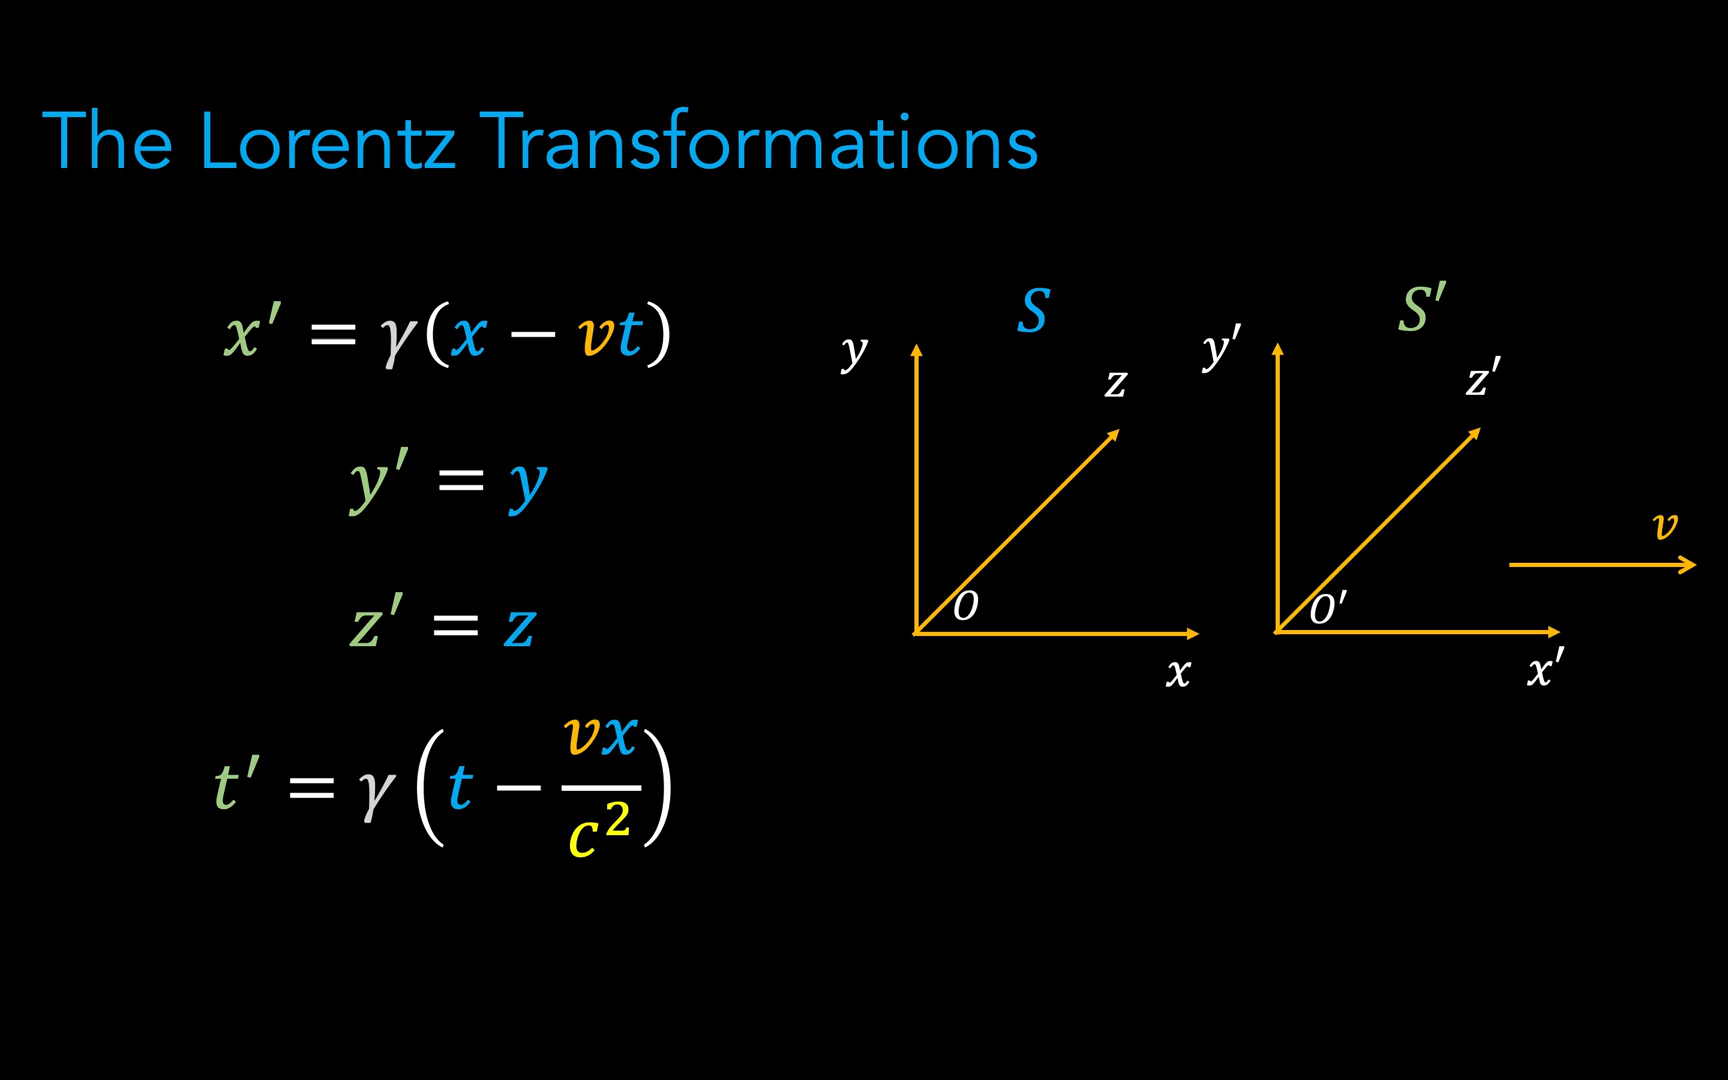 The Lorentz Transformations
x′ = γ(x − vt)
y′ = y
z′ = z
t′ = γ(t − vx/c²)
S
y
z
O
x
S′
y′
z′
O′
x′
v